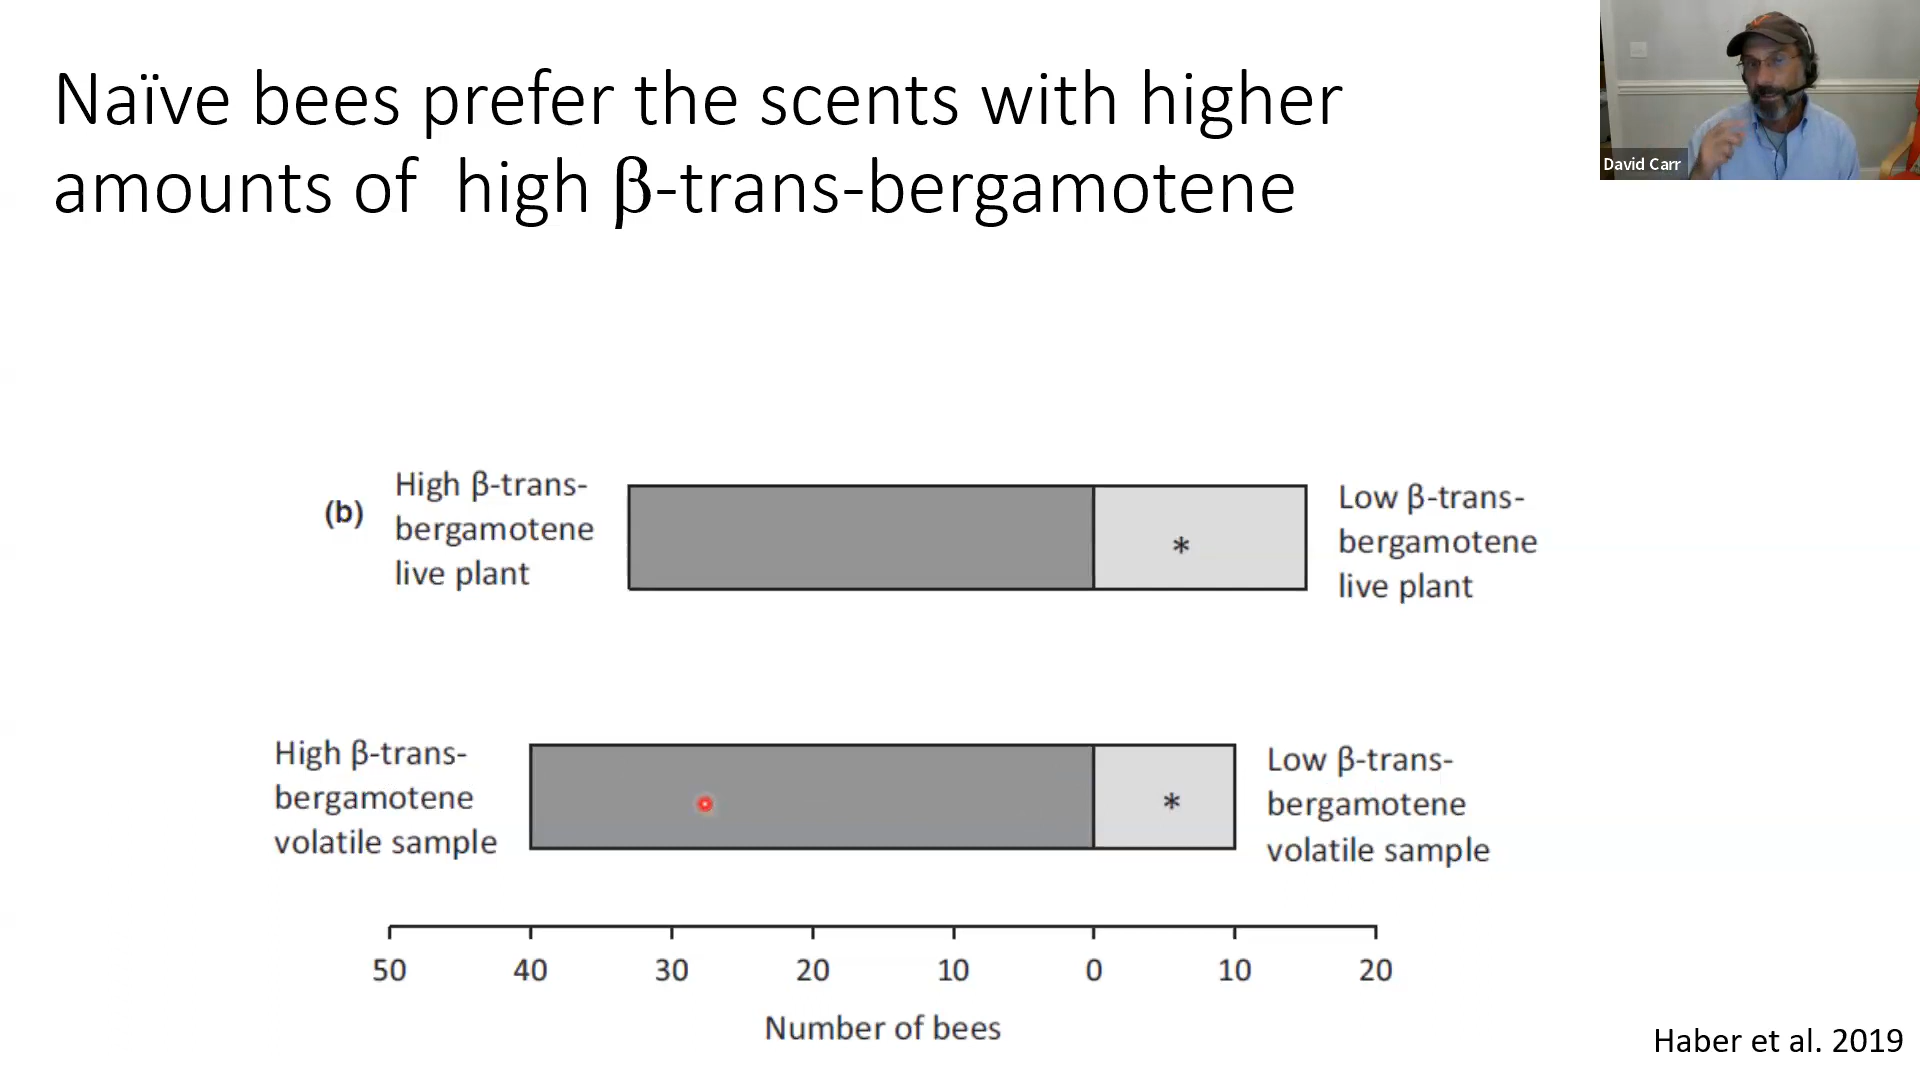 Naïve bees prefer the scents with higher
amounts of  high β-trans-bergamotene
David Carr
(b)
High β-trans-
bergamotene
live plant
*
Low β-trans-
bergamotene
live plant
High β-trans-
bergamotene
volatile sample
*
Low β-trans-
bergamotene
volatile sample
50 40 30 20 10 0 10 20
Number of bees
Haber et al. 2019